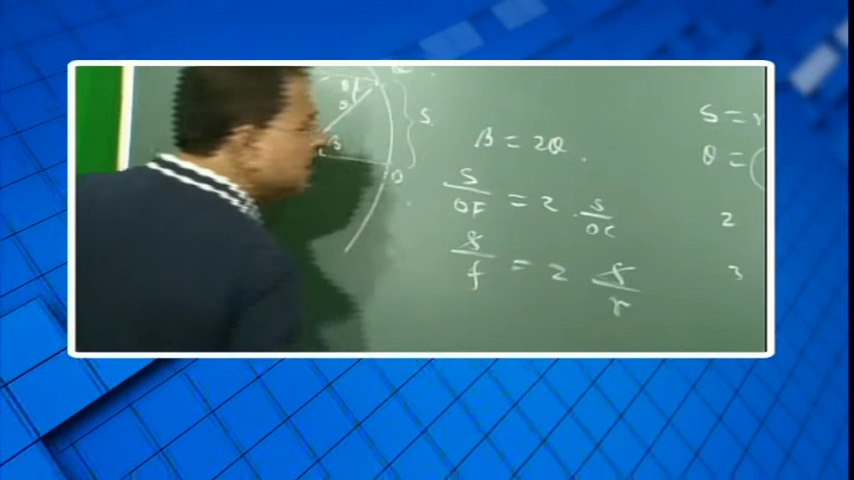 S
B
O
β = 2θ.
S/OF = 2 . S/OC
S/f = 2 S/r
S = r
θ = (
2
3